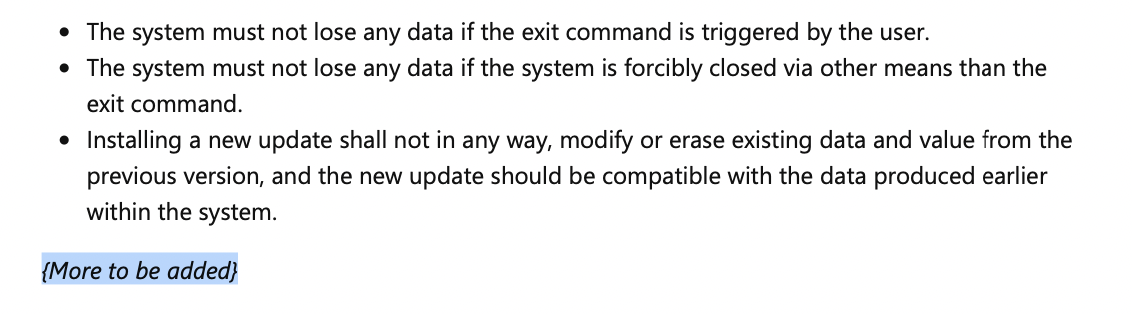 • The system must not lose any data if the exit command is triggered by the user.
• The system must not lose any data if the system is forcibly closed via other means than the
exit command.
• Installing a new update shall not in any way, modify or erase existing data and value from the
previous version, and the new update should be compatible with the data produced earlier
within the system.
{More to be added}